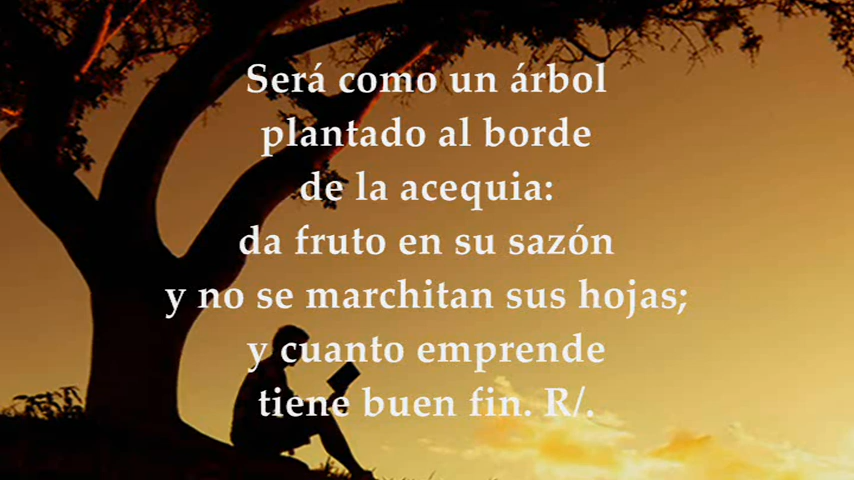 Será como un árbol
plantado al borde
de la acequia:
da fruto en su sazón
y no se marchitan sus hojas;
y cuanto emprende
tiene buen fin. R/.